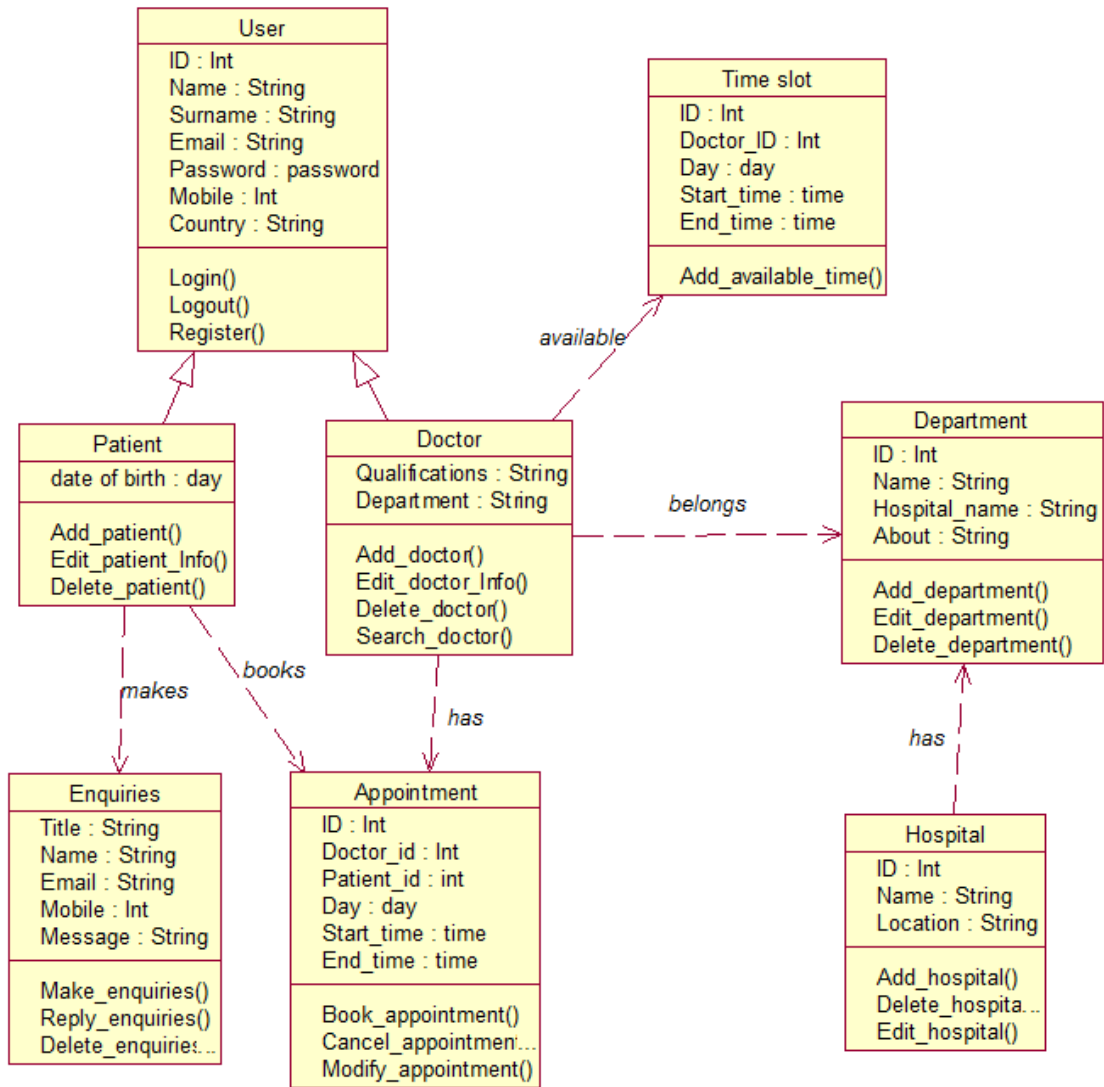 User
ID : Int
Name : String
Surname : String
Email : String
Password : password
Mobile : Int
Country : String
Login()
Logout()
Register()
Time slot
ID : Int
Doctor_ID : Int
Day : day
Start_time : time
End_time : time
Add_available_time()
available
Patient
date of birth : day
Add_patient()
Edit_patient_Info()
Delete_patient()
Doctor
Qualifications : String
Department : String
Add_doctor()
Edit_doctor_Info()
Delete_doctor()
Search_doctor()
belongs
Department
ID : Int
Name : String
Hospital_name : String
About : String
Add_department()
Edit_department()
Delete_department()
makes
books
has
has
Enquiries
Title : String
Name : String
Email : String
Mobile : Int
Message : String
Make_enquiries()
Reply_enquiries()
Delete_enquiries...
Appointment
ID : Int
Doctor_id : Int
Patient_id : int
Day : day
Start_time : time
End_time : time
Book_appointment()
Cancel_appointment...
Modify_appointment()
Hospital
ID : Int
Name : String
Location : String
Add_hospital()
Delete_hospita...
Edit_hospital()